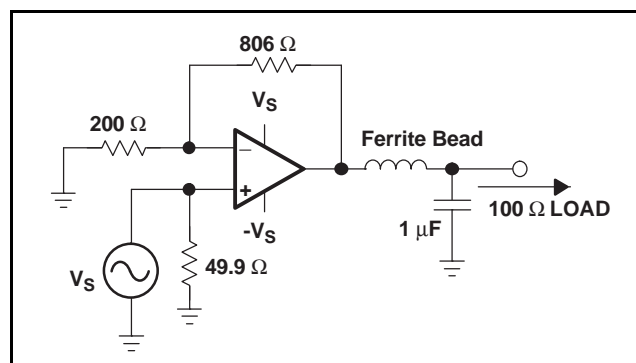 806 Ω
V_S
200 Ω
Ferrite Bead
−
+
-V_S
1 μF
100 Ω LOAD
V_S
49.9 Ω